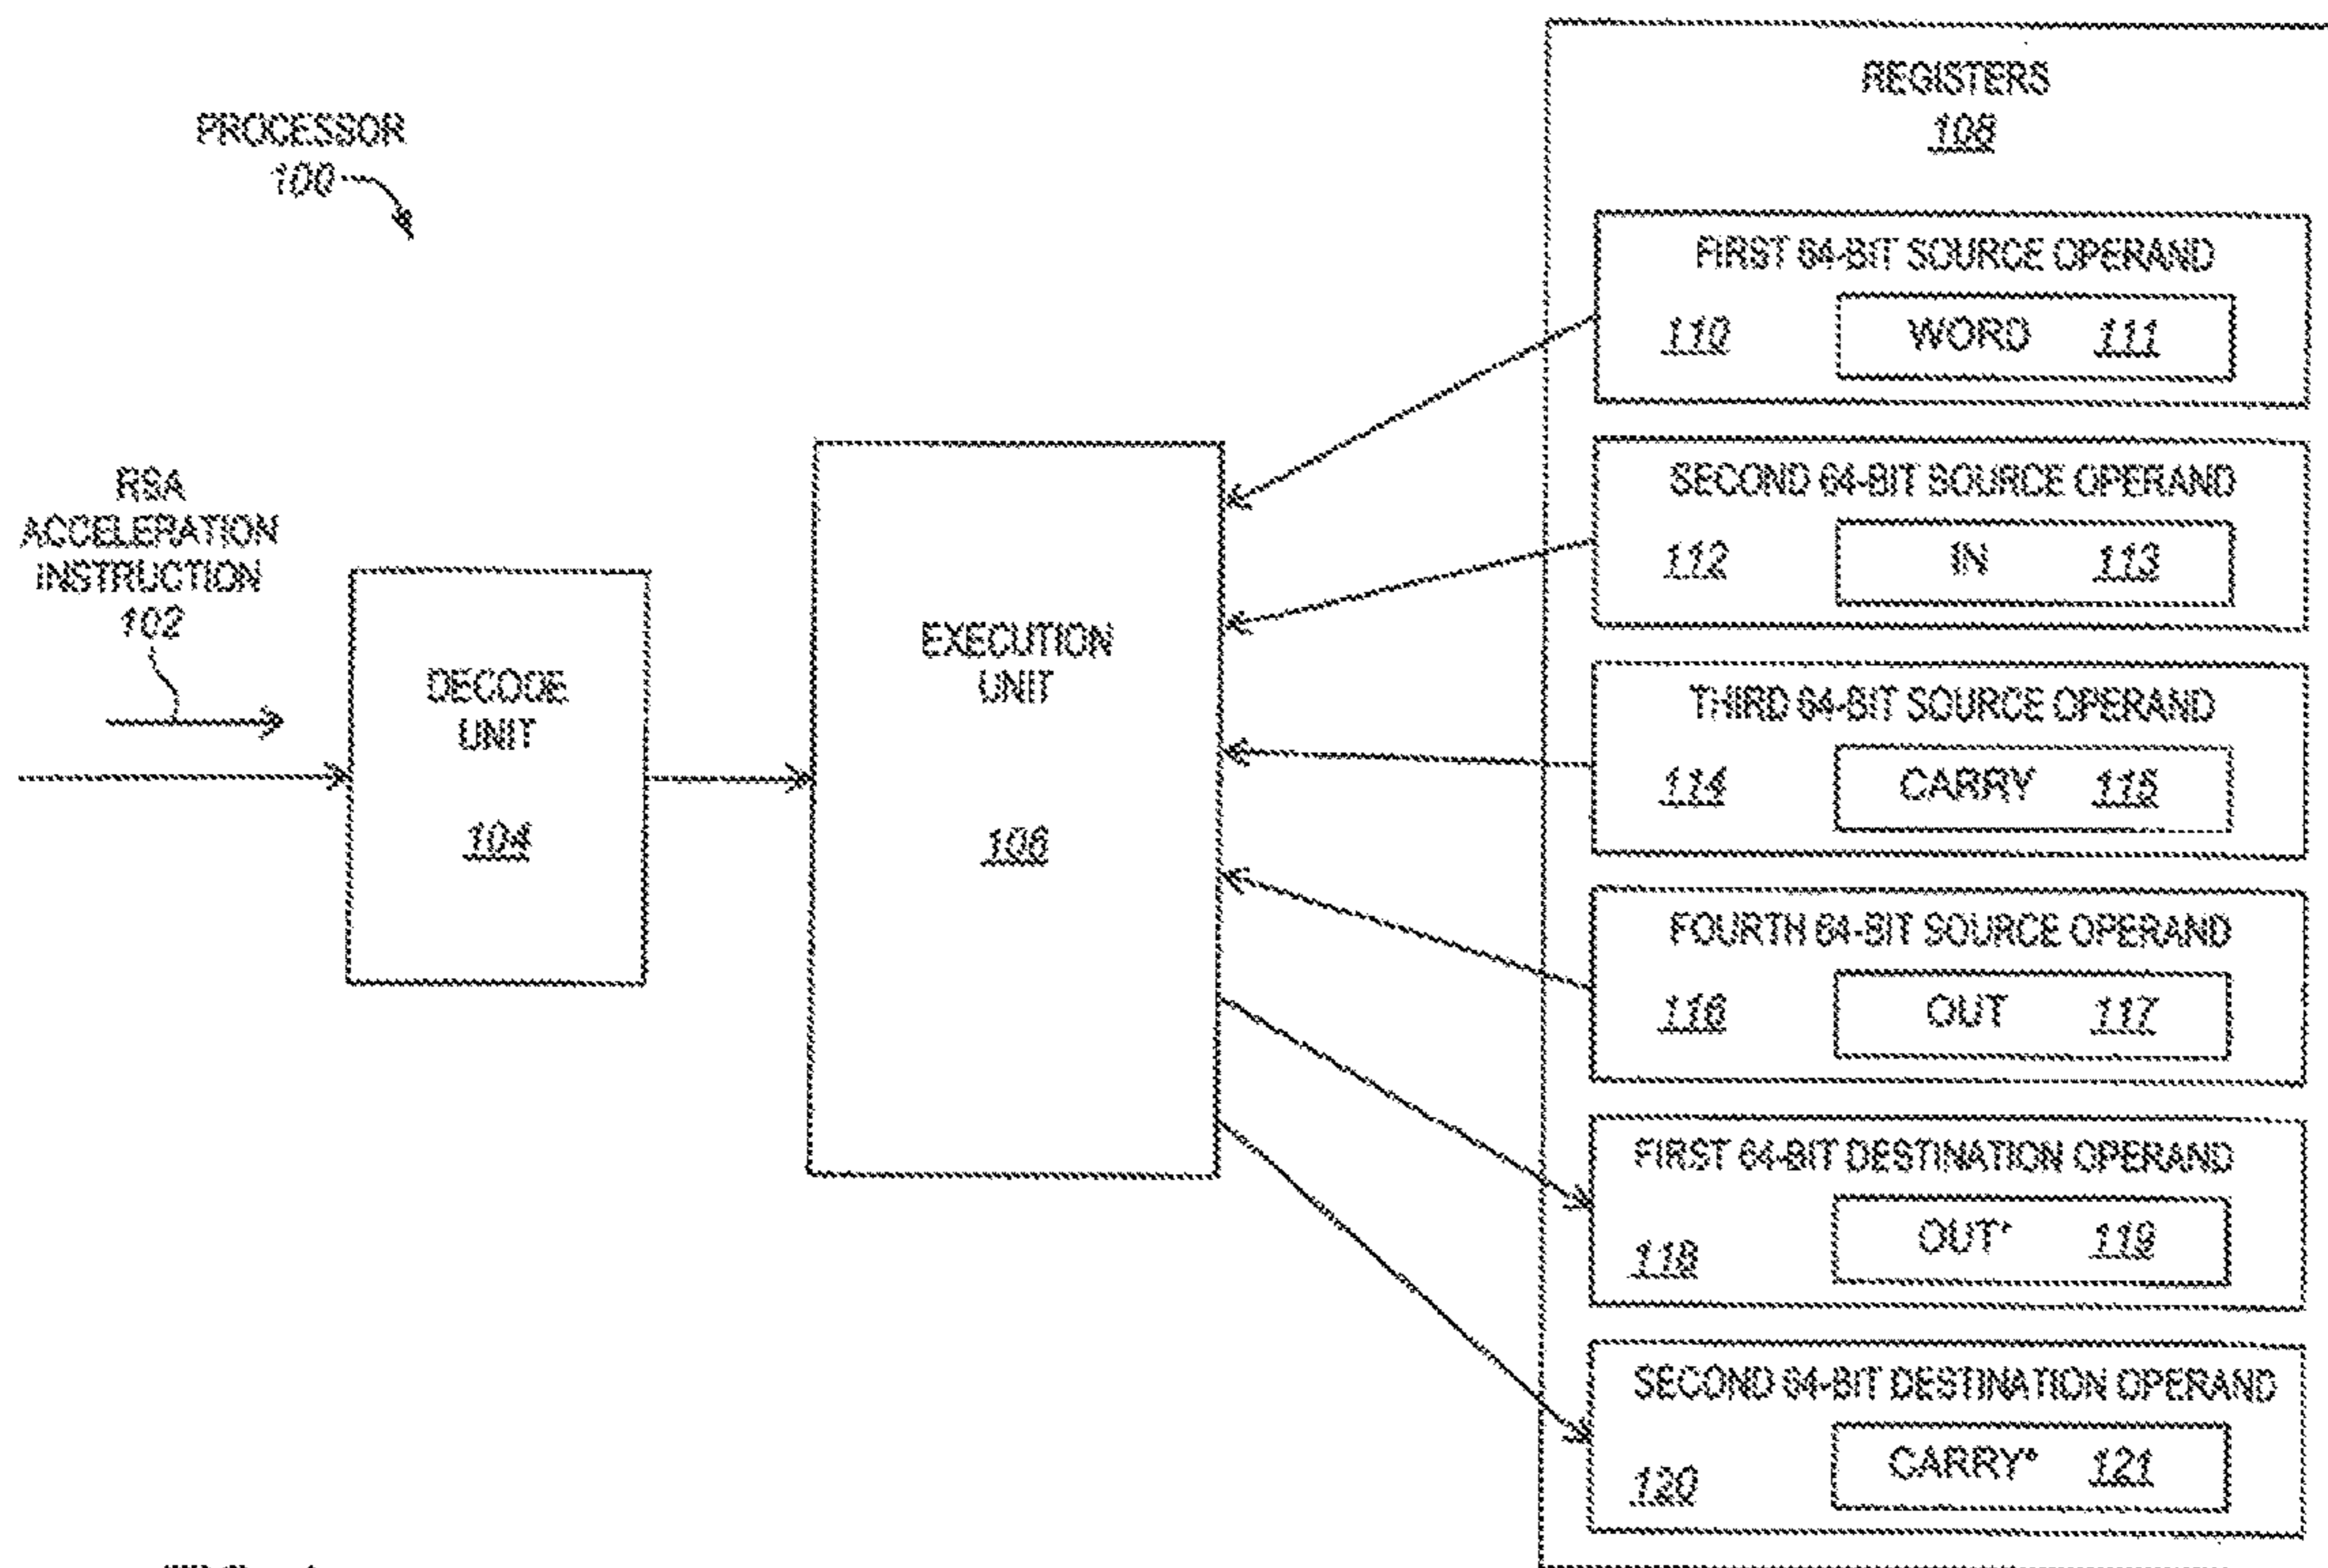 PROCESSOR
100
RSA
ACCELERATION
INSTRUCTION
102
DECODE
UNIT
104
EXECUTION
UNIT
106
REGISTERS
108
FIRST 64-BIT SOURCE OPERAND
110 WORD 111
SECOND 64-BIT SOURCE OPERAND
112 IN 113
THIRD 64-BIT SOURCE OPERAND
114 CARRY 115
FOURTH 64-BIT SOURCE OPERAND
116 OUT 117
FIRST 64-BIT DESTINATION OPERAND
118 OUT* 119
SECOND 64-BIT DESTINATION OPERAND
120 CARRY* 121